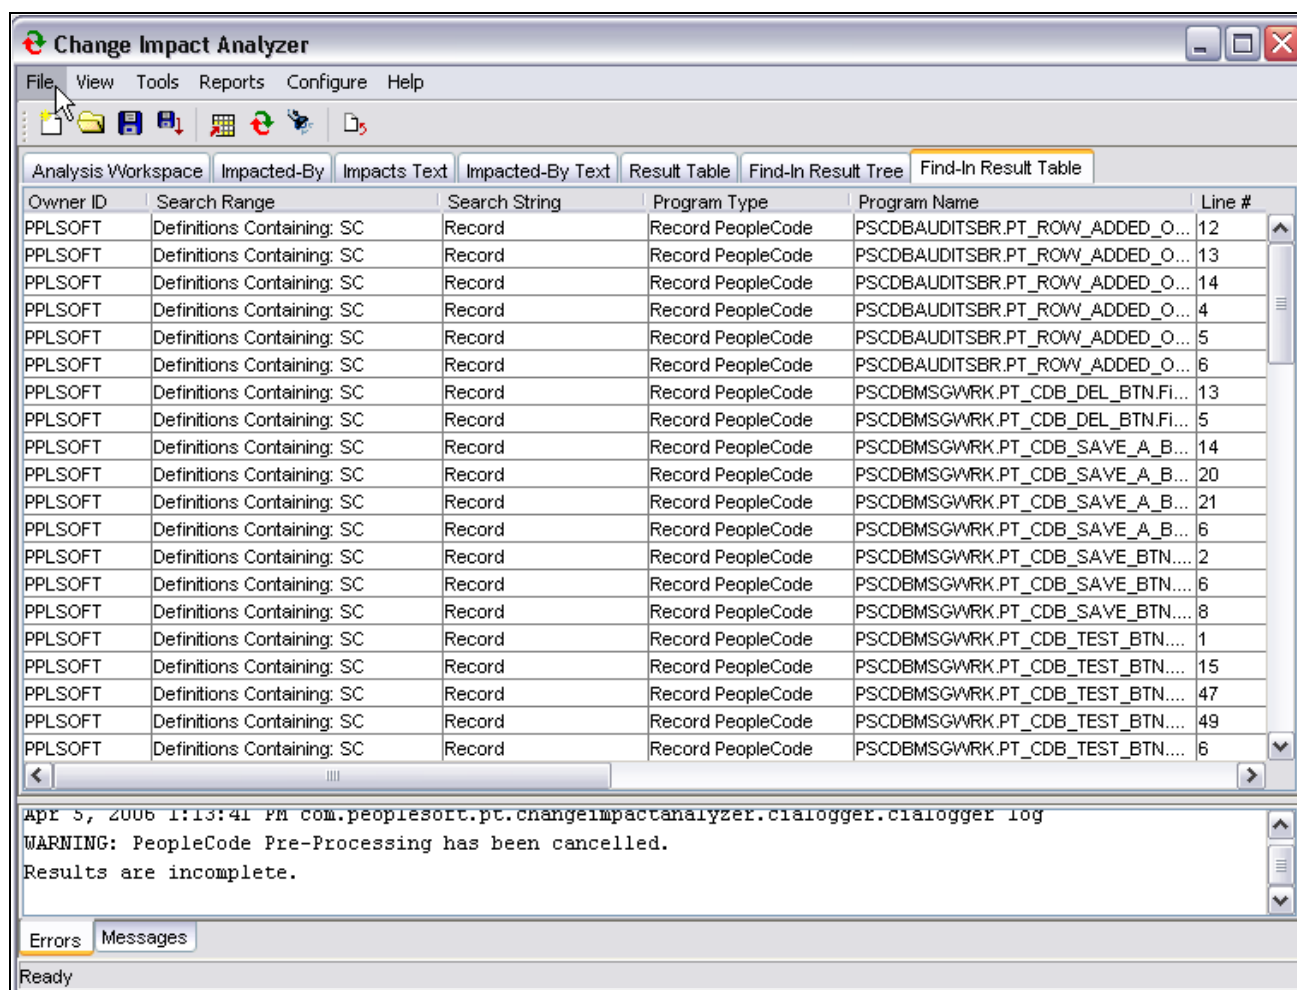 Change Impact Analyzer
File View Tools Reports Configure Help
Analysis Workspace Impacted-By Impacts Text Impacted-By Text Result Table Find-In Result Tree Find-In Result Table
Owner ID Search Range Search String Program Type Program Name Line #
PPLSOFT Definitions Containing: SC Record Record PeopleCode PSCDBAUDITSBR.PT_ROW_ADDED_O... 12
PPLSOFT Definitions Containing: SC Record Record PeopleCode PSCDBAUDITSBR.PT_ROW_ADDED_O... 13
PPLSOFT Definitions Containing: SC Record Record PeopleCode PSCDBAUDITSBR.PT_ROW_ADDED_O... 14
PPLSOFT Definitions Containing: SC Record Record PeopleCode PSCDBAUDITSBR.PT_ROW_ADDED_O... 4
PPLSOFT Definitions Containing: SC Record Record PeopleCode PSCDBAUDITSBR.PT_ROW_ADDED_O... 5
PPLSOFT Definitions Containing: SC Record Record PeopleCode PSCDBAUDITSBR.PT_ROW_ADDED_O... 6
PPLSOFT Definitions Containing: SC Record Record PeopleCode PSCDBMSGWRK.PT_CDB_DEL_BTN.Fi... 13
PPLSOFT Definitions Containing: SC Record Record PeopleCode PSCDBMSGWRK.PT_CDB_DEL_BTN.Fi... 5
PPLSOFT Definitions Containing: SC Record Record PeopleCode PSCDBMSGWRK.PT_CDB_SAVE_A_B... 14
PPLSOFT Definitions Containing: SC Record Record PeopleCode PSCDBMSGWRK.PT_CDB_SAVE_A_B... 20
PPLSOFT Definitions Containing: SC Record Record PeopleCode PSCDBMSGWRK.PT_CDB_SAVE_A_B... 21
PPLSOFT Definitions Containing: SC Record Record PeopleCode PSCDBMSGWRK.PT_CDB_SAVE_A_B... 6
PPLSOFT Definitions Containing: SC Record Record PeopleCode PSCDBMSGWRK.PT_CDB_SAVE_BTN.... 2
PPLSOFT Definitions Containing: SC Record Record PeopleCode PSCDBMSGWRK.PT_CDB_SAVE_BTN.... 6
PPLSOFT Definitions Containing: SC Record Record PeopleCode PSCDBMSGWRK.PT_CDB_SAVE_BTN.... 8
PPLSOFT Definitions Containing: SC Record Record PeopleCode PSCDBMSGWRK.PT_CDB_TEST_BTN.... 1
PPLSOFT Definitions Containing: SC Record Record PeopleCode PSCDBMSGWRK.PT_CDB_TEST_BTN.... 15
PPLSOFT Definitions Containing: SC Record Record PeopleCode PSCDBMSGWRK.PT_CDB_TEST_BTN.... 47
PPLSOFT Definitions Containing: SC Record Record PeopleCode PSCDBMSGWRK.PT_CDB_TEST_BTN.... 49
PPLSOFT Definitions Containing: SC Record Record PeopleCode PSCDBMSGWRK.PT_CDB_TEST_BTN.... 6
Apr 5, 2006 1:13:41 PM com.peoplesoft.pt.changeimpactanalyzer.cialogger.cialogger log
WARNING: PeopleCode Pre-Processing has been cancelled.
Results are incomplete.
Errors Messages
Ready